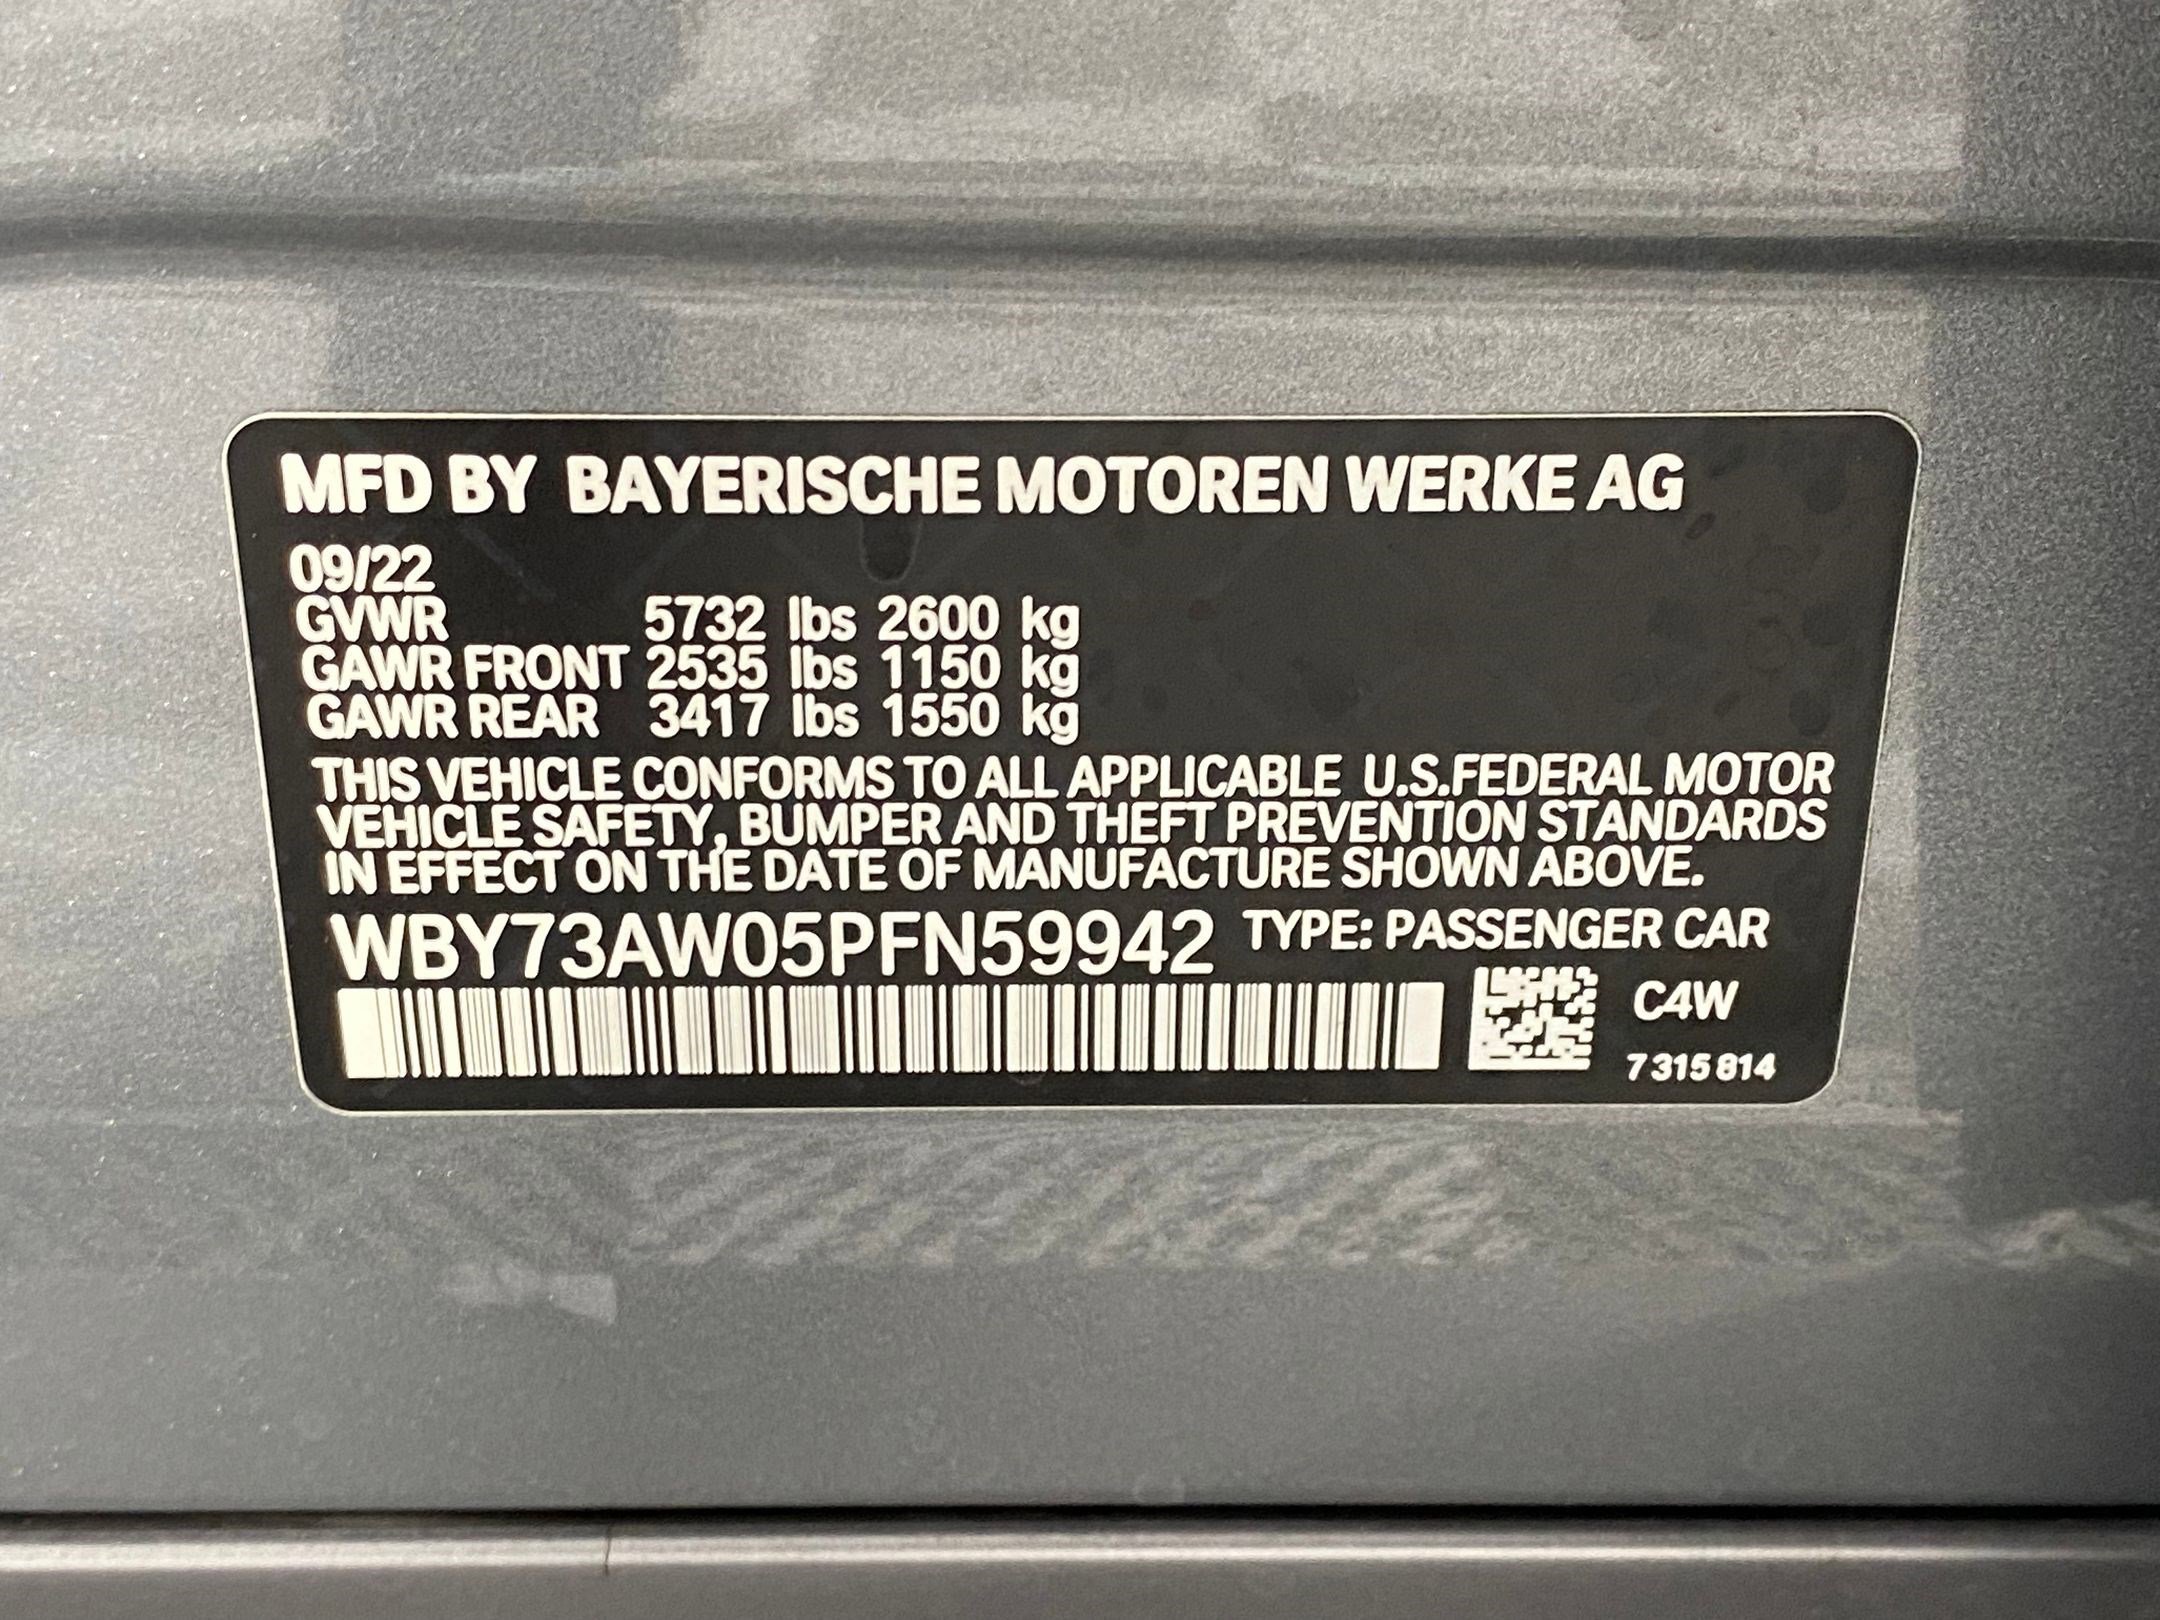 MFD BY BAYERISCHE MOTOREN WERKE AG
09/22
GVWR 5732 lbs 2600 kg
GAWR FRONT 2535 lbs 1150 kg
GAWR REAR 3417 lbs 1550 kg
THIS VEHICLE CONFORMS TO ALL APPLICABLE U.S.FEDERAL MOTOR
VEHICLE SAFETY, BUMPER AND THEFT PREVENTION STANDARDS
IN EFFECT ON THE DATE OF MANUFACTURE SHOWN ABOVE.
WBY73AW05PFN59942 TYPE: PASSENGER CAR
C4W
7 315 814